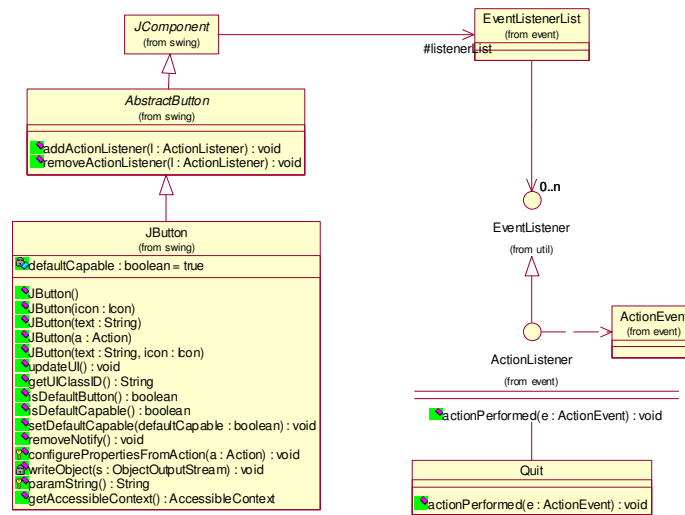 JComponent
(from swing)
EventListenerList
(from event)
#listenerList
AbstractButton
(from swing)
addActionListener(l : ActionListener) : void
removeActionListener(l : ActionListener) : void
0..n
EventListener
(from util)
JButton
(from swing)
defaultCapable : boolean = true
JButton()
JButton(icon : Icon)
JButton(text : String)
JButton(a : Action)
JButton(text : String, icon : Icon)
updateUI() : void
getUIClassID() : String
isDefaultButton() : boolean
isDefaultCapable() : boolean
setDefaultCapable(defaultCapable : boolean) : void
removeNotify() : void
configurePropertiesFromAction(a : Action) : void
writeObject(s : ObjectOutputStream) : void
paramString() : String
getAccessibleContext() : AccessibleContext
ActionEvent
(from event)
ActionListener
(from event)
actionPerformed(e : ActionEvent) : void
Quit
actionPerformed(e : ActionEvent) : void